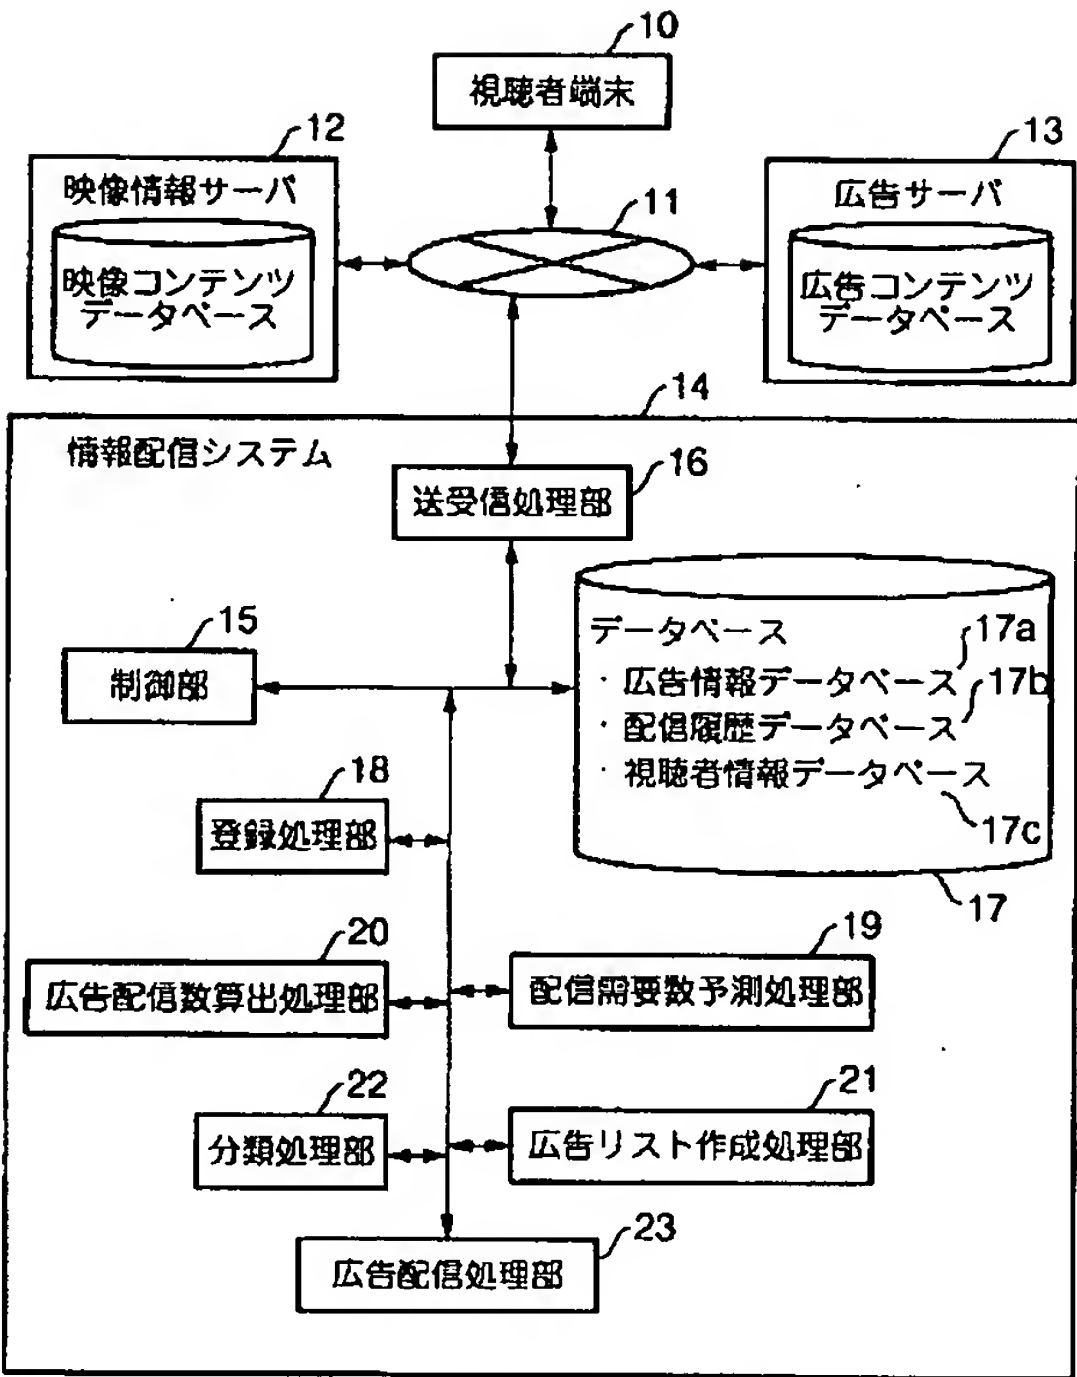 10
視聴者端末
12
映像情報サーバ
映像コンテンツ
データベース
11
13
広告サーバ
広告コンテンツ
データベース
14
情報配信システム
16
送受信処理部
15
制御部
データベース
17a
・広告情報データベース
17b
・配信履歴データベース
・視聴者情報データベース
17c
17
18
登録処理部
20
広告配信数算出処理部
19
配信需要数予測処理部
22
分類処理部
21
広告リスト作成処理部
23
広告配信処理部